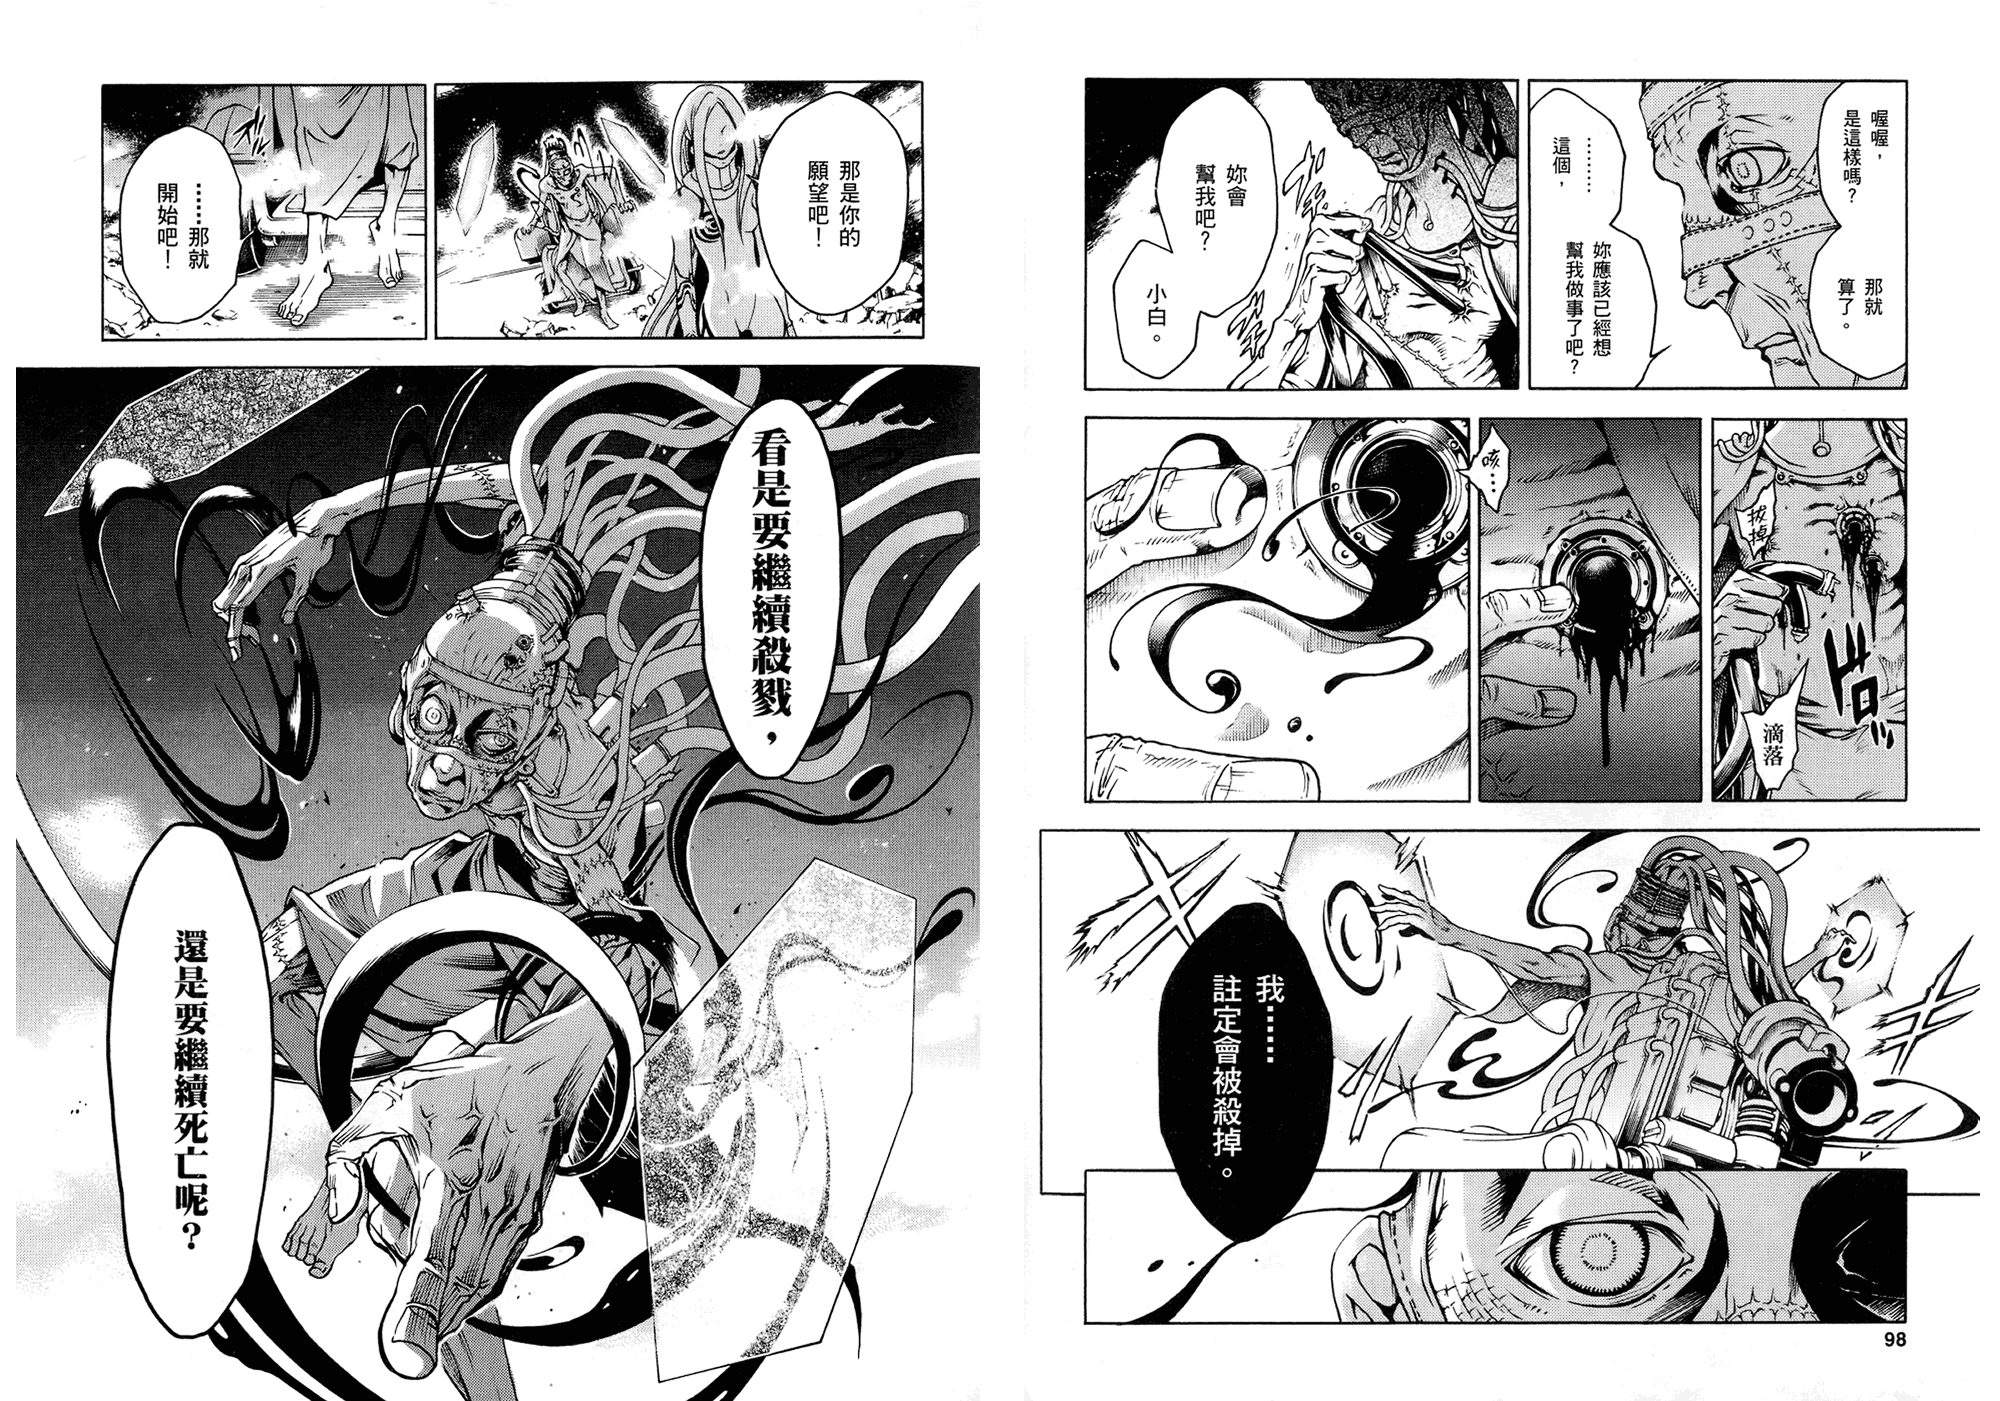 喔喔，
是這樣嗎？
那就
算了。
………
這個，
妳應該已經想
幫我做事了吧？
妳會
幫我吧？
小白。
拔掉
滴落
咳…
我……
註定會被殺掉。
98
那是你的
願望吧！
……那就
開始吧！
看是要繼續殺戮，
還是要繼續死亡呢？